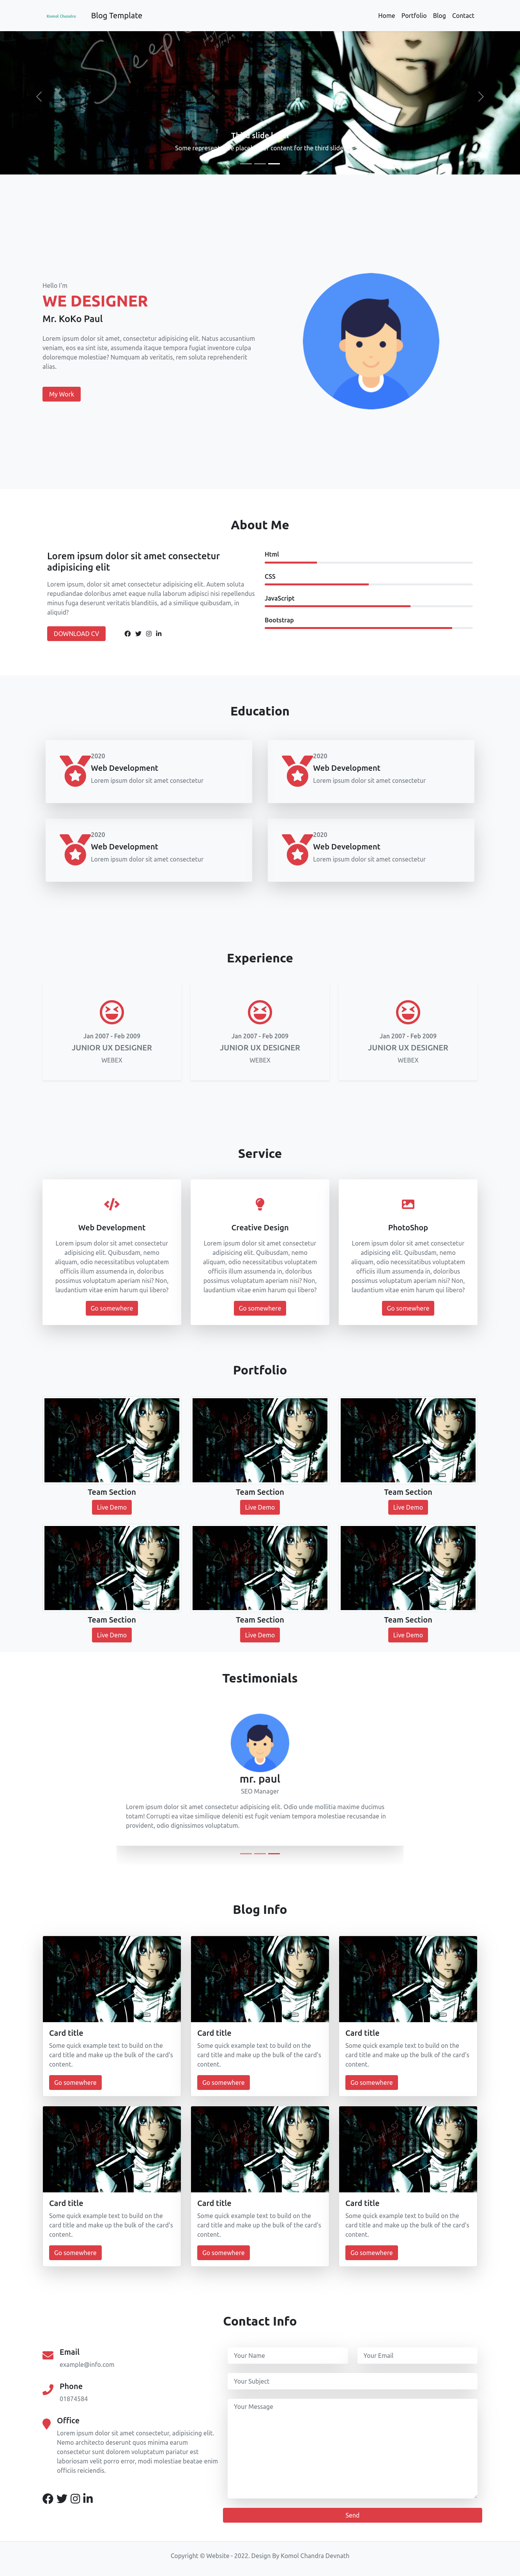 Komol Chandra
Blog Template
Home Portfolio Blog Contact
Sleepless
Third slide label
Some representative placeholder content for the third slide.
Hello I'm
WE DESIGNER
Mr. KoKo Paul
Lorem ipsum dolor sit amet, consectetur adipisicing elit. Natus accusantium
veniam, eos ea sint iste, assumenda itaque tempora fugiat inventore culpa
doloremque molestiae? Numquam ab veritatis, rem soluta reprehenderit
alias.
My Work
About Me
Lorem ipsum dolor sit amet consectetur
adipisicing elit
Lorem ipsum, dolor sit amet consectetur adipisicing elit. Autem soluta
repudiandae doloribus amet eaque nulla laborum adipisci nisi repellendus
minus fuga deserunt veritatis blanditiis, ad a similique quibusdam, in
aliquid?
DOWNLOAD CV
Html
CSS
JavaScript
Bootstrap
Education
2020
Web Development
Lorem ipsum dolor sit amet consectetur
2020
Web Development
Lorem ipsum dolor sit amet consectetur
2020
Web Development
Lorem ipsum dolor sit amet consectetur
2020
Web Development
Lorem ipsum dolor sit amet consectetur
Experience
Jan 2007 - Feb 2009
JUNIOR UX DESIGNER
WEBEX
Jan 2007 - Feb 2009
JUNIOR UX DESIGNER
WEBEX
Jan 2007 - Feb 2009
JUNIOR UX DESIGNER
WEBEX
Service
Web Development
Lorem ipsum dolor sit amet consectetur
adipisicing elit. Quibusdam, nemo
aliquam, odio necessitatibus voluptatem
officiis illum assumenda in, doloribus
possimus voluptatum aperiam nisi? Non,
laudantium vitae enim harum qui libero?
Go somewhere
Creative Design
Lorem ipsum dolor sit amet consectetur
adipisicing elit. Quibusdam, nemo
aliquam, odio necessitatibus voluptatem
officiis illum assumenda in, doloribus
possimus voluptatum aperiam nisi? Non,
laudantium vitae enim harum qui libero?
Go somewhere
PhotoShop
Lorem ipsum dolor sit amet consectetur
adipisicing elit. Quibusdam, nemo
aliquam, odio necessitatibus voluptatem
officiis illum assumenda in, doloribus
possimus voluptatum aperiam nisi? Non,
laudantium vitae enim harum qui libero?
Go somewhere
Portfolio
Sleepless
Team Section
Live Demo
Sleepless
Team Section
Live Demo
Sleepless
Team Section
Live Demo
Sleepless
Team Section
Live Demo
Sleepless
Team Section
Live Demo
Sleepless
Team Section
Live Demo
Testimonials
mr. paul
SEO Manager
Lorem ipsum dolor sit amet consectetur adipisicing elit. Odio unde mollitia maxime ducimus
totam! Corrupti ea vitae similique deleniti est fugit veniam tempora molestiae recusandae in
provident, odio dignissimos voluptatum.
Blog Info
Sleepless
Card title
Some quick example text to build on the
card title and make up the bulk of the card's
content.
Go somewhere
Sleepless
Card title
Some quick example text to build on the
card title and make up the bulk of the card's
content.
Go somewhere
Sleepless
Card title
Some quick example text to build on the
card title and make up the bulk of the card's
content.
Go somewhere
Sleepless
Card title
Some quick example text to build on the
card title and make up the bulk of the card's
content.
Go somewhere
Sleepless
Card title
Some quick example text to build on the
card title and make up the bulk of the card's
content.
Go somewhere
Sleepless
Card title
Some quick example text to build on the
card title and make up the bulk of the card's
content.
Go somewhere
Contact Info
Email
example@info.com
Phone
01874584
Office
Lorem ipsum dolor sit amet consectetur, adipisicing elit.
Nemo architecto deserunt quos minima earum
consectetur sunt dolorem voluptatum pariatur est
laboriosam velit porro error, modi molestiae beatae enim
officiis reiciendis.
Your Name
Your Email
Your Subject
Your Message
Send
Copyright © Website - 2022. Design By Komol Chandra Devnath